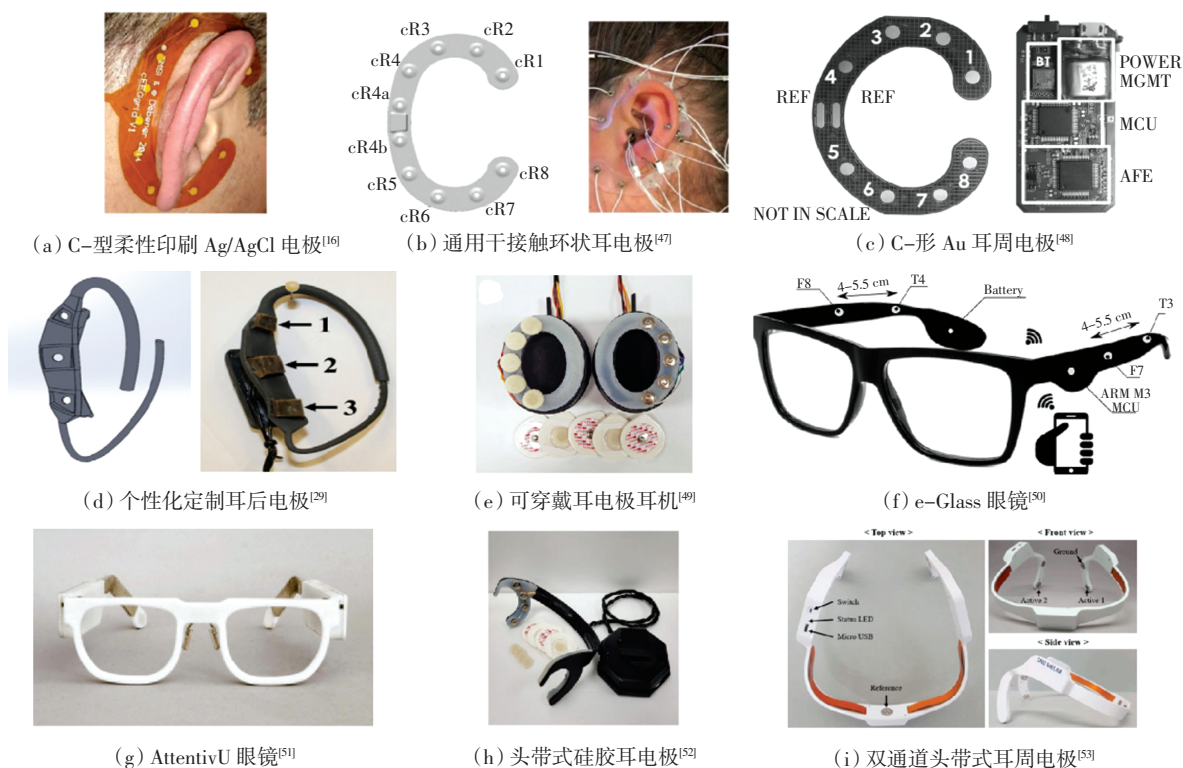 cEEGrid V1
cR3
cR2
cR4
cR1
cR4a
cR4b
cR5
cR8
cR6
cR7
3
2
1
4
REF
REF
5
6
7
8
NOT IN SCALE
BT
POWER
MGMT
MCU
AFE
(a) C-型柔性印刷 Ag/AgCl 电极[16]
(b) 通用干接触环状耳电极[47]
(c) C-形 Au 耳周电极[48]
1
2
3
F8
4–5.5 cm
T4
Battery
4–5.5 cm
T3
F7
ARM M3
MCU
(d) 个性化定制耳后电极[29]
(e) 可穿戴耳电极耳机[49]
(f) e-Glass 眼镜[50]
< Top view >
Switch
Status LED
Micro USB
Reference
< Front view >
Ground
Active 2
Active 1
< Side view >
(g) AttentivU 眼镜[51]
(h) 头带式硅胶耳电极[52]
(i) 双通道头带式耳周电极[53]